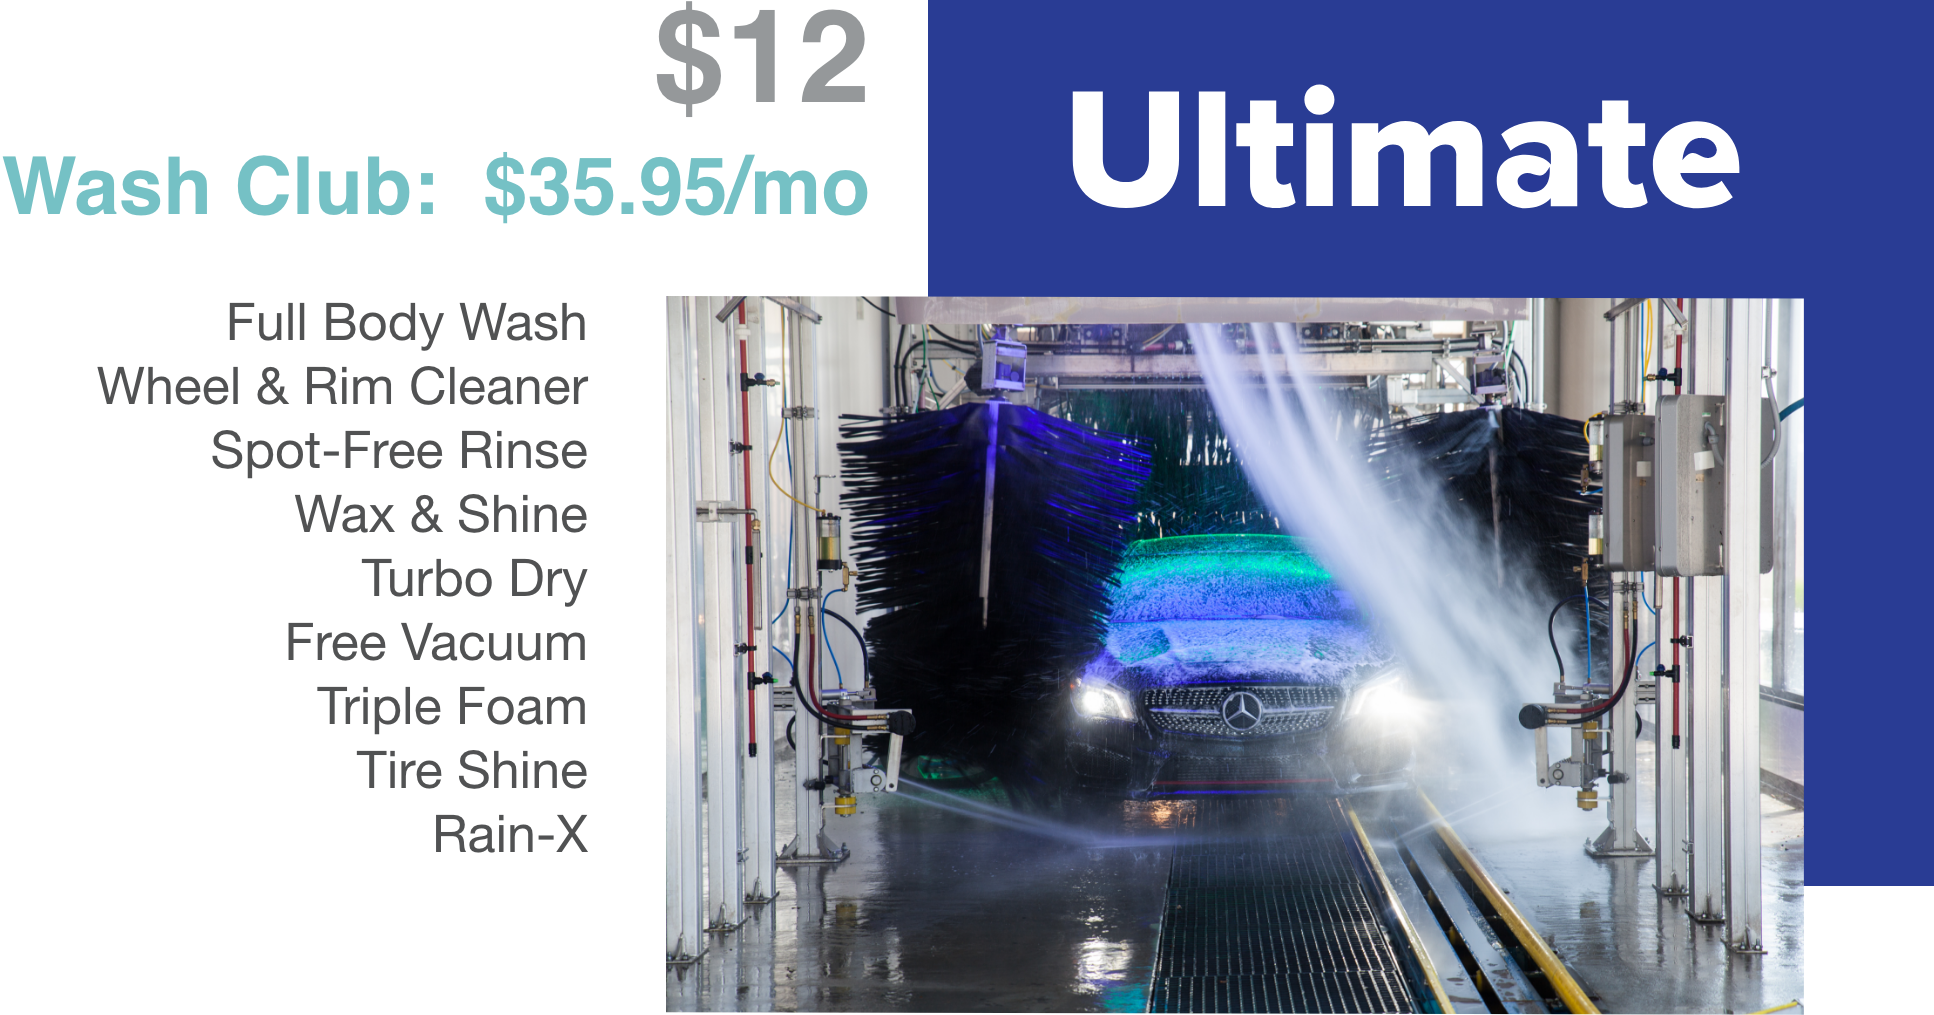 $12
Wash Club: $35.95/mo
Ultimate
Full Body Wash
Wheel & Rim Cleaner
Spot-Free Rinse
Wax & Shine
Turbo Dry
Free Vacuum
Triple Foam
Tire Shine
Rain-X